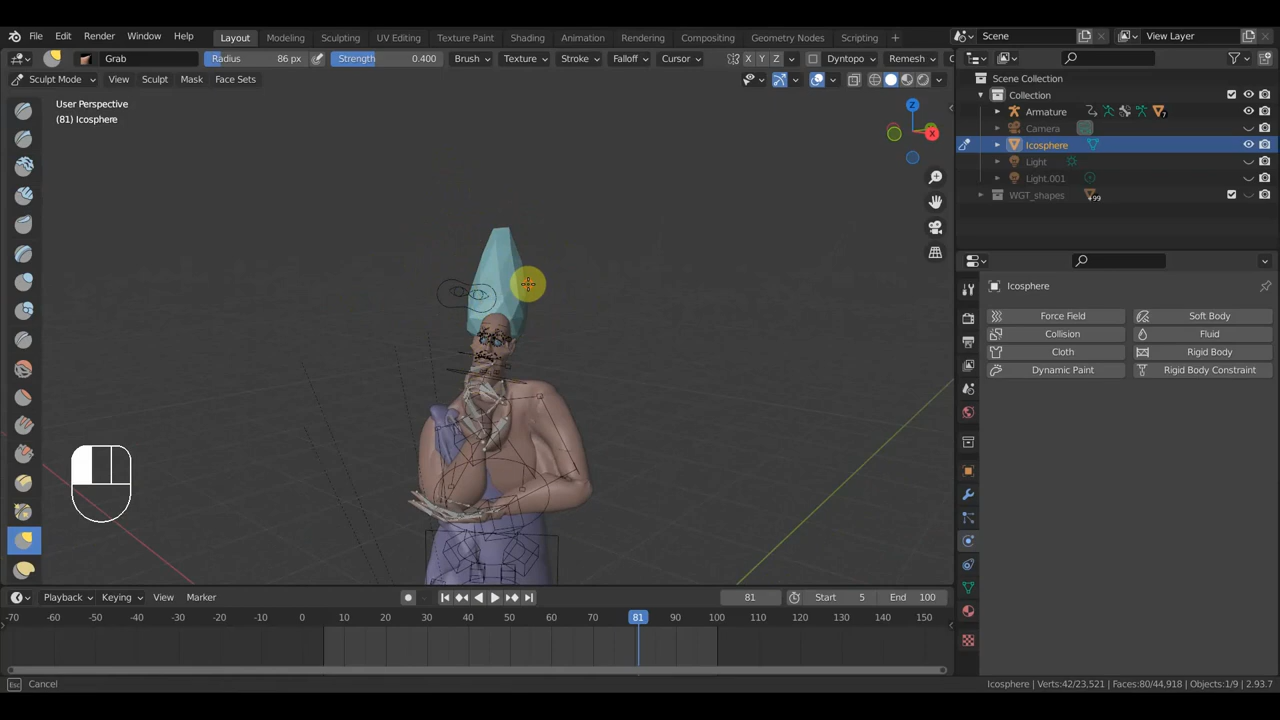 File Edit Render Window Help Layout Modeling Sculpting UV Editing Texture Paint Shading Animation Rendering Compositing Geometry Nodes Scripting + Scene View Layer
Grab Radius 86 px Strength 0.400 Brush Texture Stroke Falloff Cursor X Y Z Dyntopo Remesh
Sculpt Mode View Sculpt Mask Face Sets
Scene Collection
Collection
Armature 7
Camera
Icosphere
Light
Light.001
WGT_shapes 99
User Perspective
(81) Icosphere
Z
X
Icosphere
Force Field Soft Body
Collision Fluid
Cloth Rigid Body
Dynamic Paint Rigid Body Constraint
Playback Keying View Marker 81 Start 5 End 100
-70 -60 -50 -40 -30 -20 -10 0 10 20 30 40 50 60 70 81 90 100 110 120 130 140 150
Esc Cancel Icosphere | Verts:42/23,521 | Faces:80/44,918 | Objects:1/9 | 2.93.7